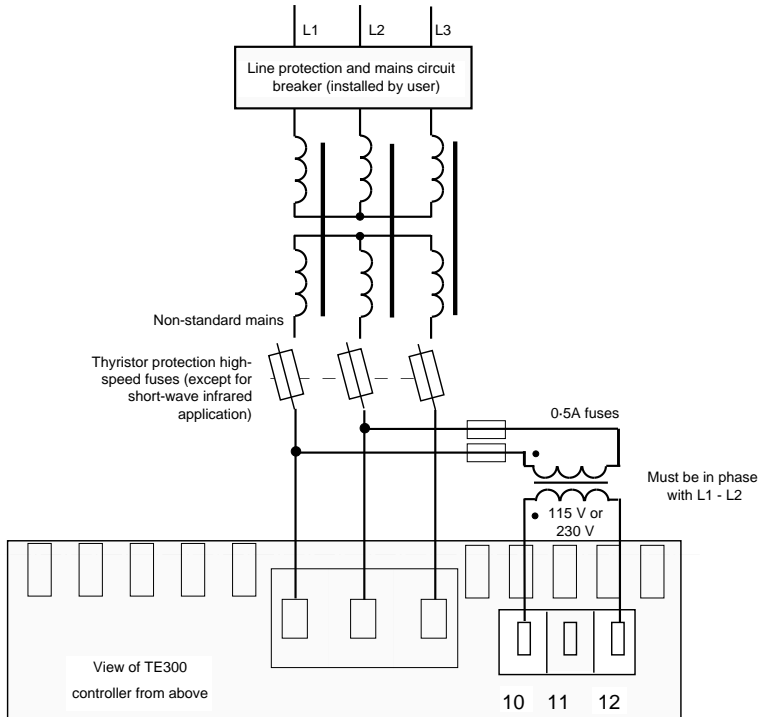 L1
L2
L3
Line protection and mains circuit
breaker (installed by user)
Non-standard mains
Thyristor protection high-
speed fuses (except for
short-wave infrared
application)
0·5A fuses
Must be in phase
with L1 - L2
115 V or
230 V
View of TE300
controller from above
10
11
12